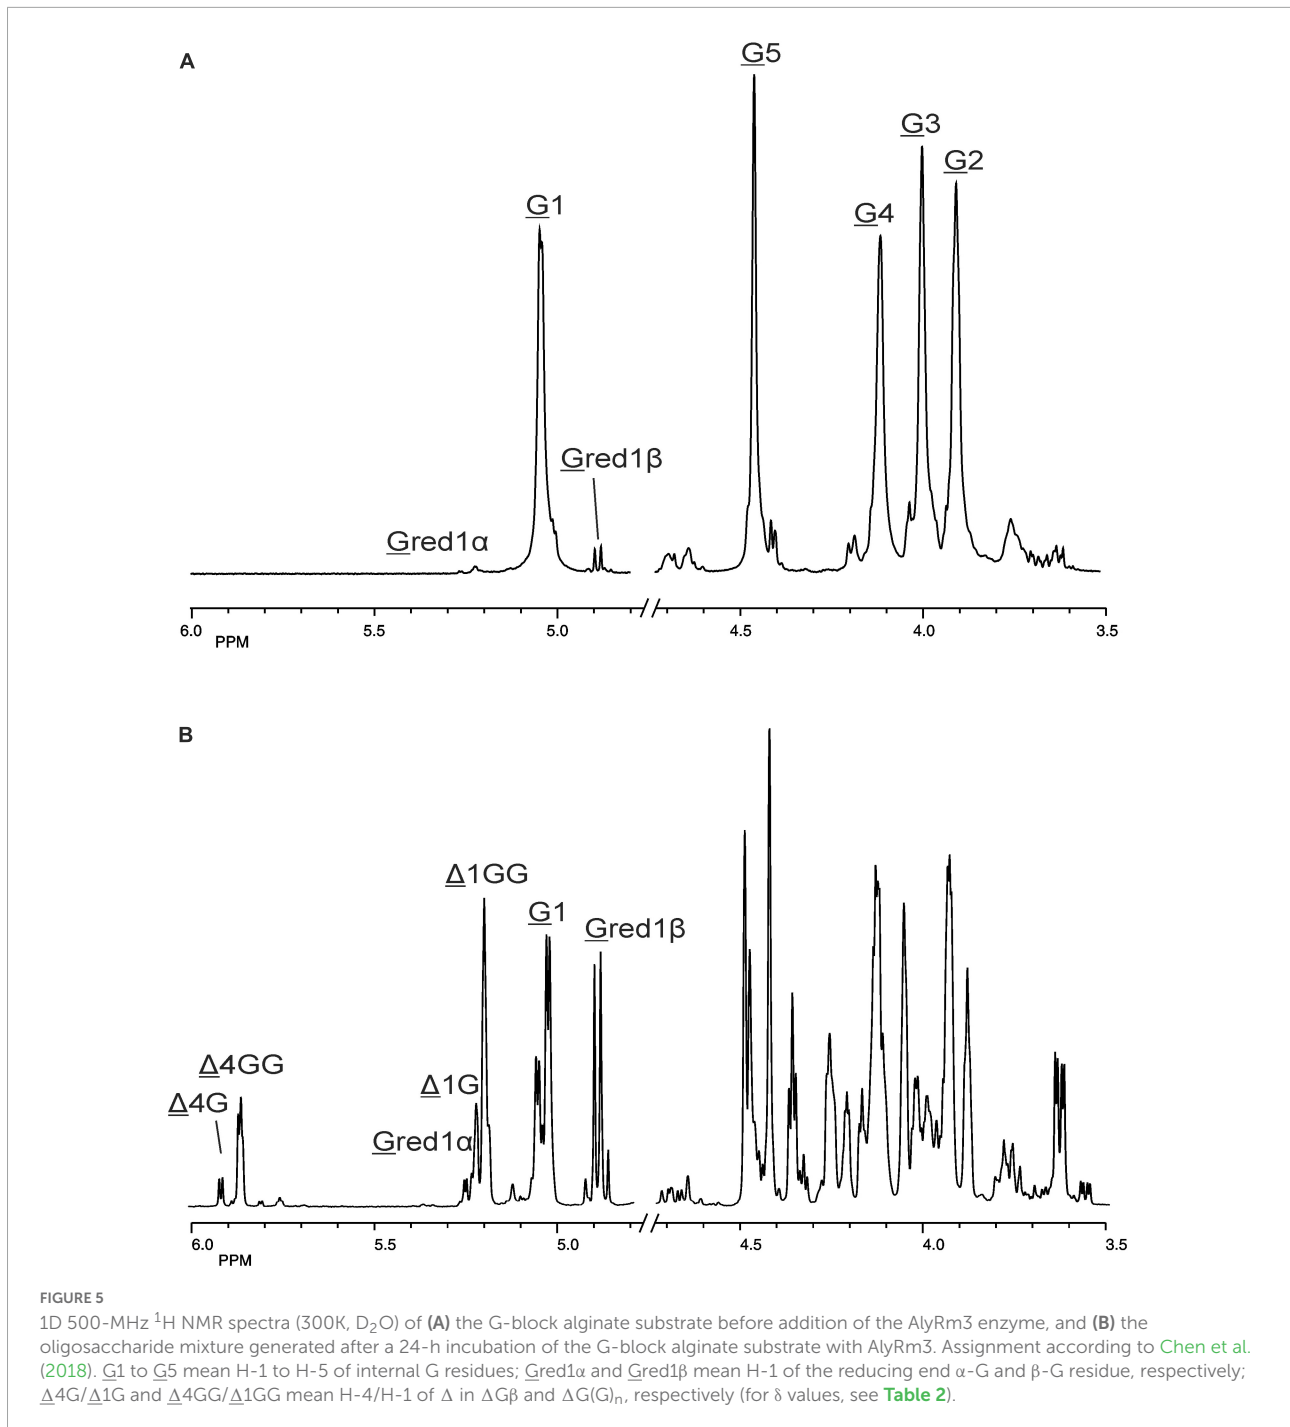 A
G5
G3
G2
G4
G1
Gred1β
Gred1α
6.0 5.5 5.0 4.5 4.0 3.5
PPM
B
Δ1GG
G1
Gred1β
Δ4GG
Δ1G
Δ4G
Gred1α
6.0 5.5 5.0 4.5 4.0 3.5
PPM
FIGURE 5
1D 500-MHz ¹H NMR spectra (300K, D₂O) of (A) the G-block alginate substrate before addition of the AlyRm3 enzyme, and (B) the
oligosaccharide mixture generated after a 24-h incubation of the G-block alginate substrate with AlyRm3. Assignment according to Chen et al.
(2018). G1 to G5 mean H-1 to H-5 of internal G residues; Gred1α and Gred1β mean H-1 of the reducing end α-G and β-G residue, respectively;
Δ4G/Δ1G and Δ4GG/Δ1GG mean H-4/H-1 of Δ in ΔGβ and ΔG(G)ₙ, respectively (for δ values, see Table 2).